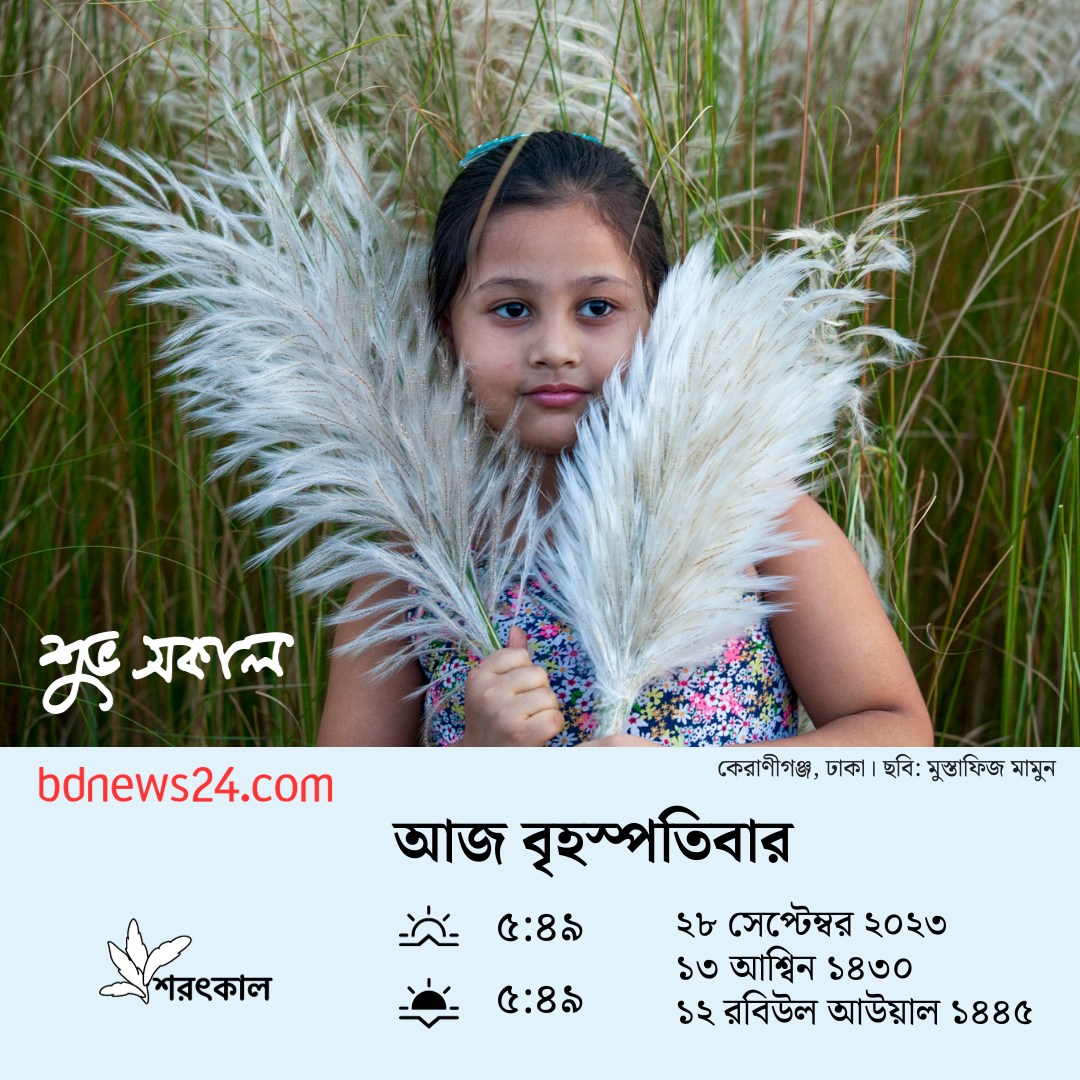 শুভ সকাল
bdnews24.com
কেরাণীগঞ্জ, ঢাকা। ছবি: মুস্তাফিজ মামুন
আজ বৃহস্পতিবার
৫:৪৯
৫:৪৯
২৮ সেপ্টেম্বর ২০২৩
১৩ আশ্বিন ১৪৩০
১২ রবিউল আউয়াল ১৪৪৫
শরৎকাল